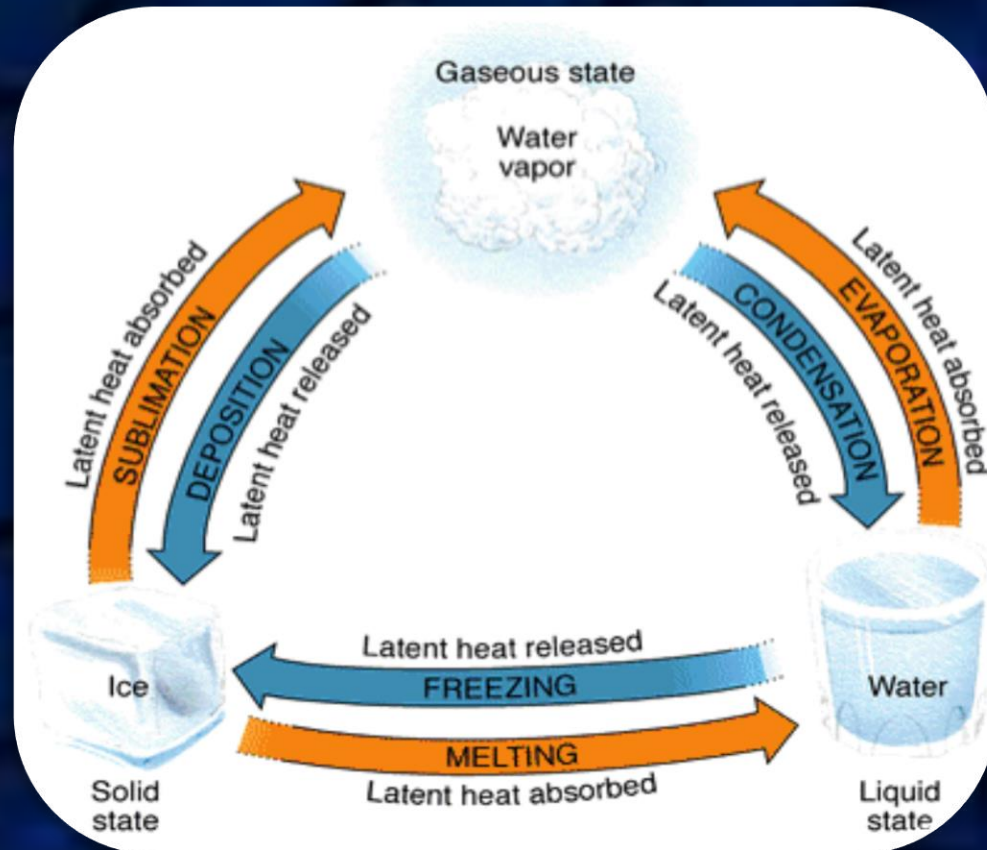 Gaseous state
Water
vapor
Latent heat absorbed
SUBLIMATION
DEPOSITION
Latent heat released
Latent heat absorbed
EVAPORATION
CONDENSATION
Latent heat released
Latent heat released
FREEZING
MELTING
Latent heat absorbed
Ice
Solid
state
Water
Liquid
state